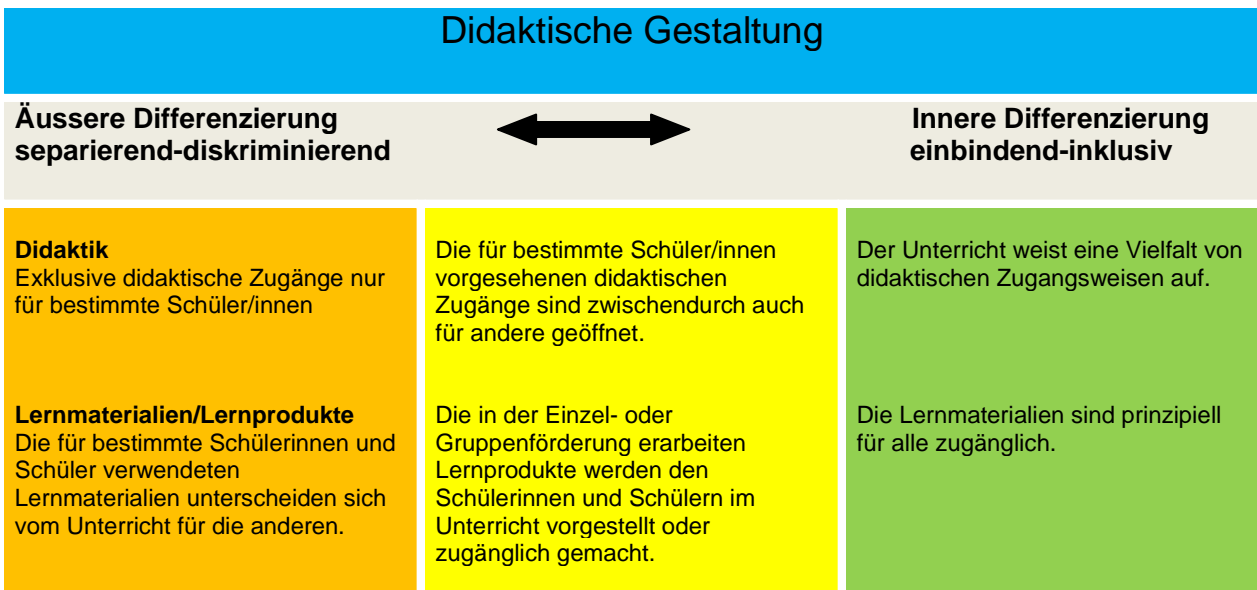 Didaktische Gestaltung
Äussere Differenzierung
separierend-diskriminierend
Innere Differenzierung
einbindend-inklusiv
Didaktik
Exklusive didaktische Zugänge nur
für bestimmte Schüler/innen
Die für bestimmte Schüler/innen
vorgesehenen didaktischen
Zugänge sind zwischendurch auch
für andere geöffnet.
Der Unterricht weist eine Vielfalt von
didaktischen Zugangsweisen auf.
Lernmaterialien/Lernprodukte
Die für bestimmte Schülerinnen und
Schüler verwendeten
Lernmaterialien unterscheiden sich
vom Unterricht für die anderen.
Die in der Einzel- oder
Gruppenförderung erarbeiten
Lernprodukte werden den
Schülerinnen und Schülern im
Unterricht vorgestellt oder
zugänglich gemacht.
Die Lernmaterialien sind prinzipiell
für alle zugänglich.